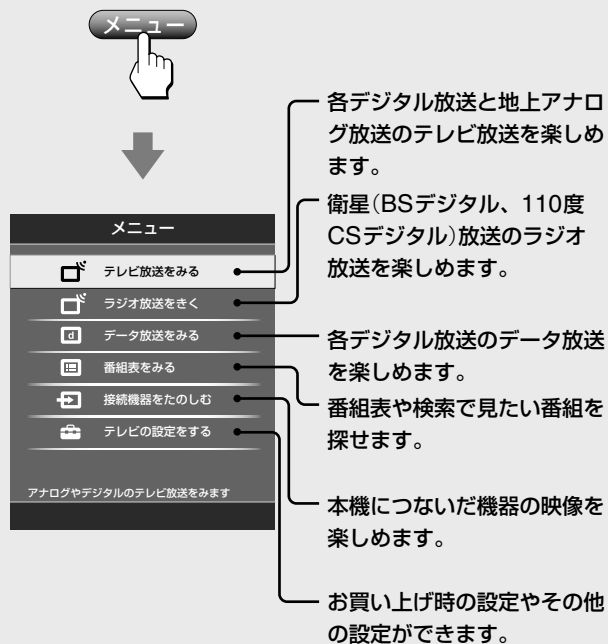 メニュー
各デジタル放送と地上アナロ
グ放送のテレビ放送を楽しめ
ます。
衛星(BSデジタル、110度
CSデジタル)放送のラジオ
放送を楽しめます。
各デジタル放送のデータ放送
を楽しめます。
番組表や検索で見たい番組を
探せます。
本機につないだ機器の映像を
楽しめます。
お買い上げ時の設定やその他
の設定ができます。
メニュー
テレビ放送をみる
ラジオ放送をきく
d データ放送をみる
番組表をみる
接続機器をたのしむ
テレビの設定をする
アナログやデジタルのテレビ放送をみます